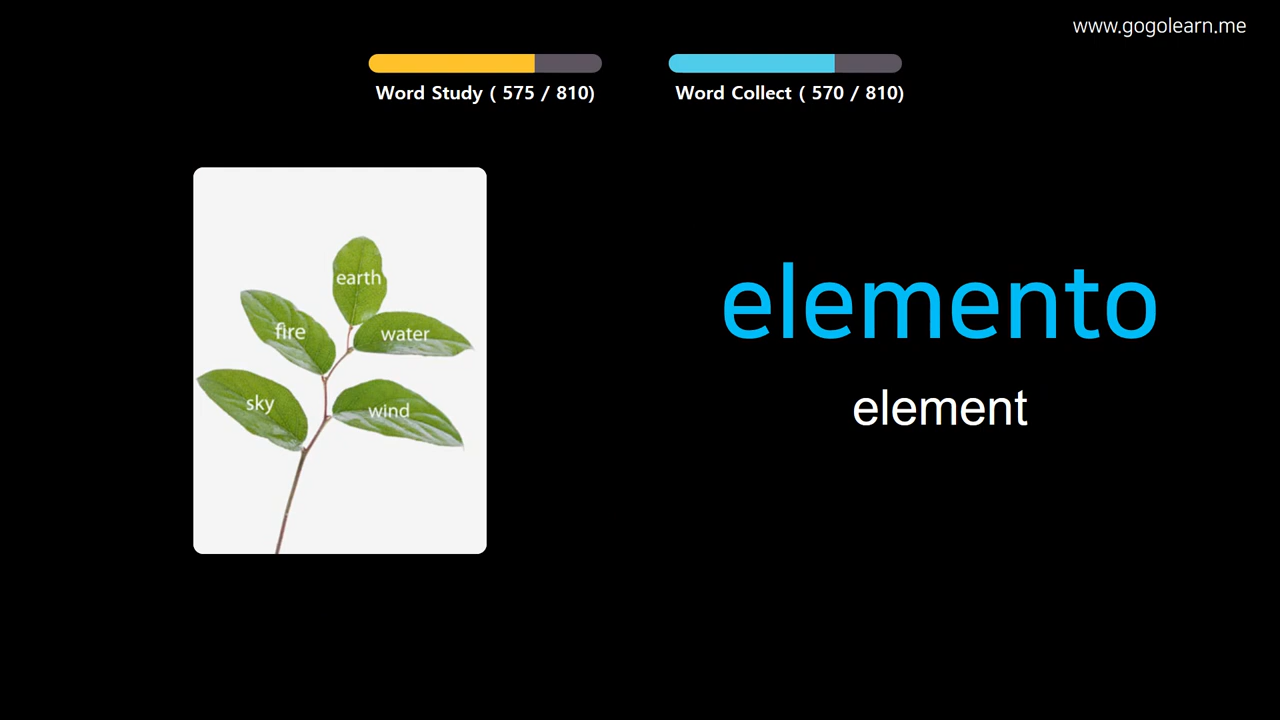 www.gogolearn.me
Word Study ( 575 / 810)
Word Collect ( 570 / 810)
earth
fire
water
sky
wind
elemento
element